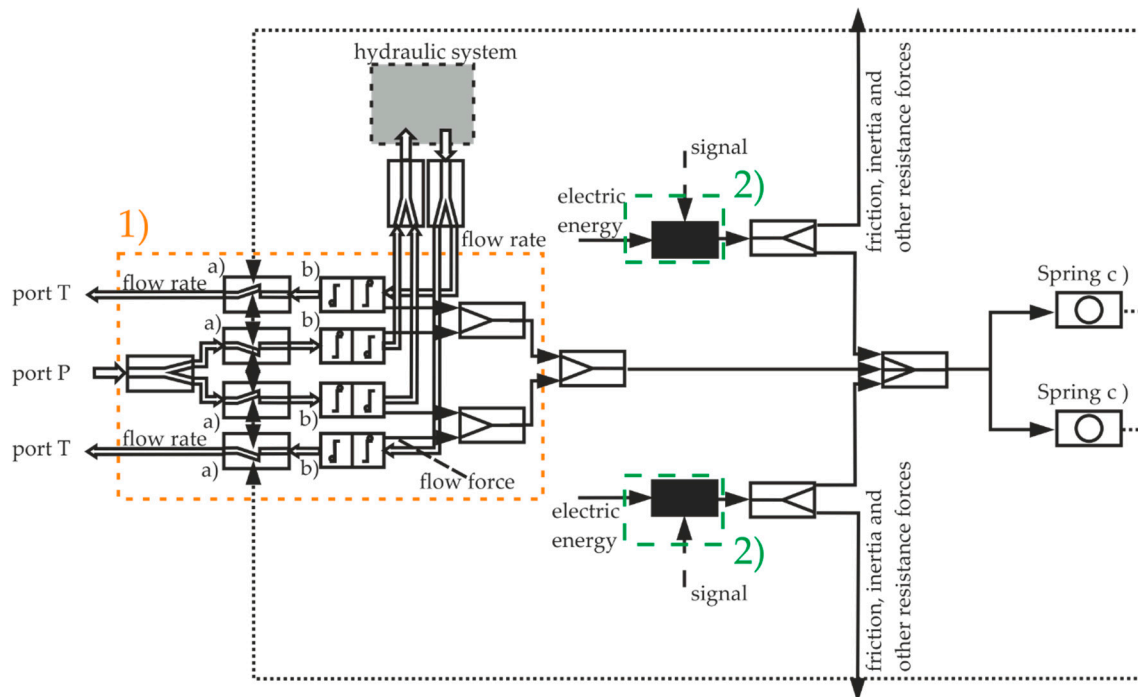 hydraulic system
signal
2)
electric
energy
friction, inertia and
other resistance forces
1)
flow rate
a)
b)
flow rate
port T
a)
b)
Spring c )
port P
a)
b)
Spring c )
flow rate
port T
a)
b)
flow force
electric
energy
2)
signal
friction, inertia and
other resistance forces